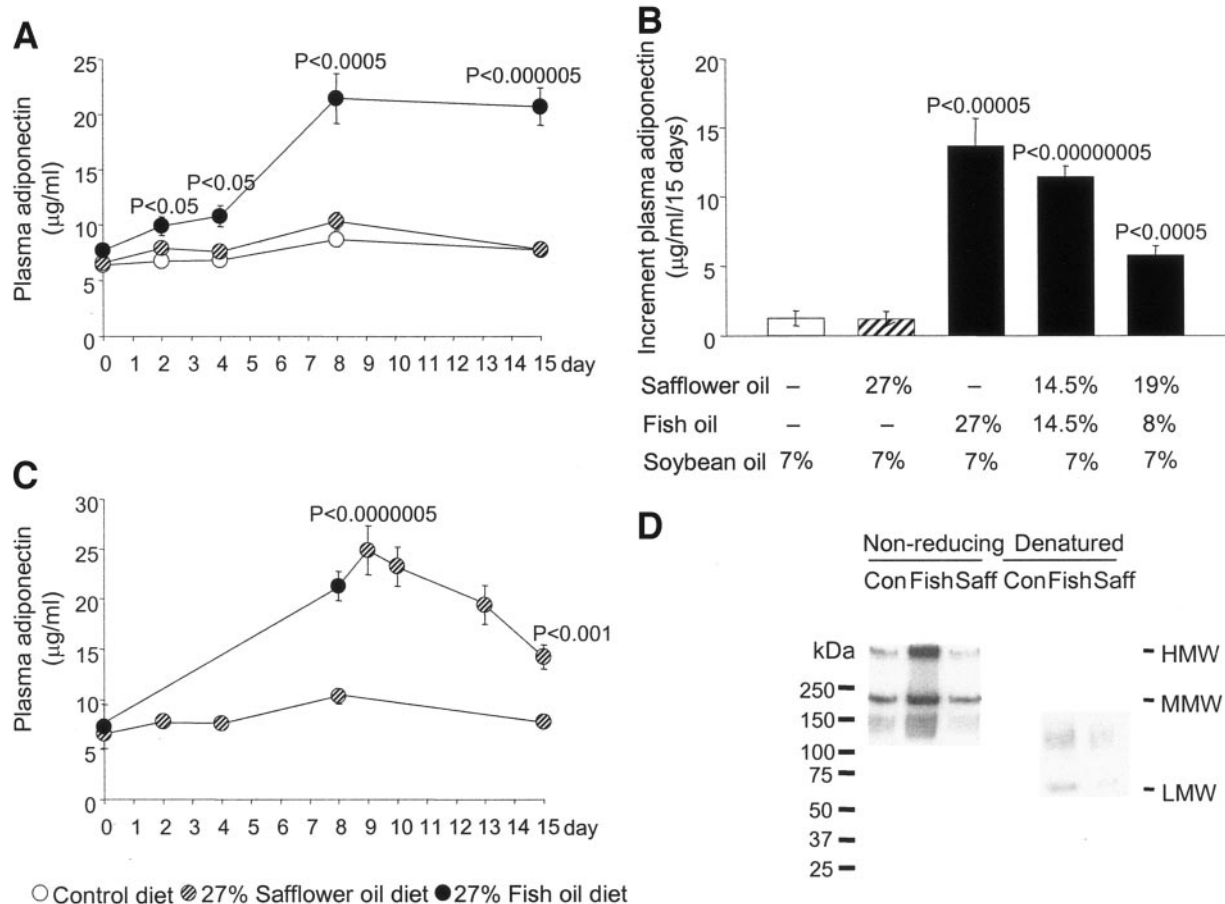 A
Plasma adiponectin
(µg/ml)
25
20
15
10
5
0
P<0.05
P<0.05
P<0.0005
P<0.000005
0 1 2 3 4 5 6 7 8 9 10 11 12 13 14 15 day
B
Increment plasma adiponectin
(µg/ml/15 days)
20
15
10
5
0
P<0.00005
P<0.00000005
P<0.0005
Safflower oil – 27% – 14.5% 19%
Fish oil – – 27% 14.5% 8%
Soybean oil 7% 7% 7% 7% 7%
C
Plasma adiponectin
(µg/ml)
30
25
20
15
10
5
0
P<0.0000005
P<0.001
0 1 2 3 4 5 6 7 8 9 10 11 12 13 14 15 day
D
Non-reducing Denatured
Con Fish Saff Con Fish Saff
kDa
250
150
100
75
50
37
25
HMW
MMW
LMW
Control diet 27% Safflower oil diet 27% Fish oil diet